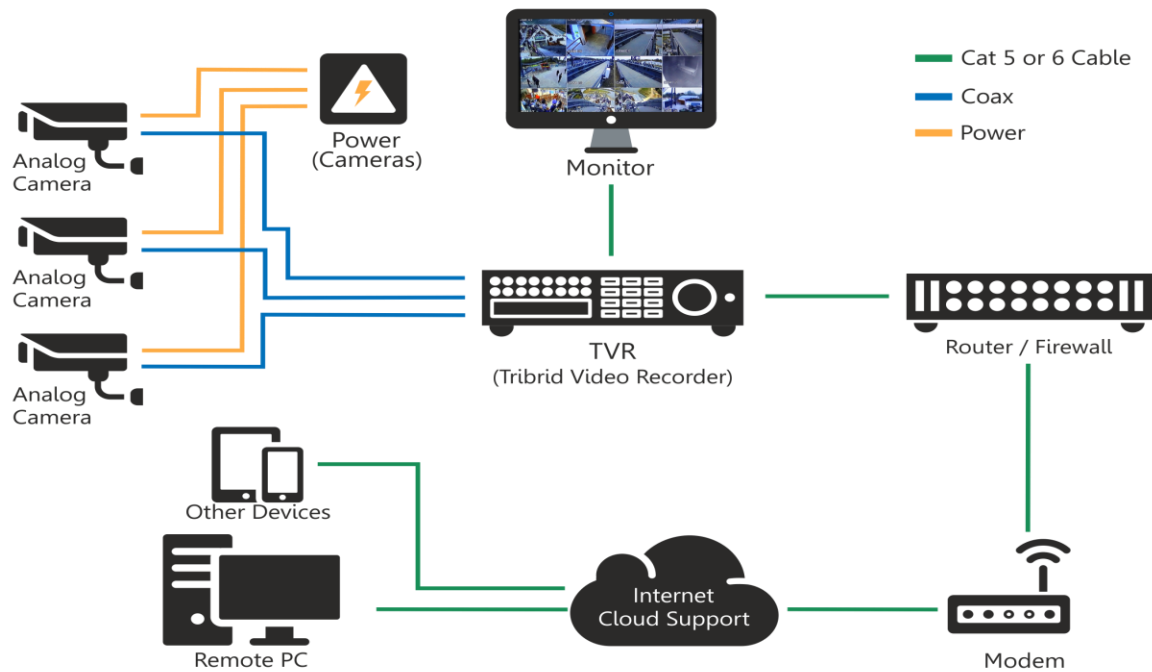 Cat 5 or 6 Cable
Coax
Power
Power
(Cameras)
Monitor
Analog
Camera
Analog
Camera
Analog
Camera
TVR
(Tribrid Video Recorder)
Router / Firewall
Other Devices
Internet
Cloud Support
Remote PC
Modem